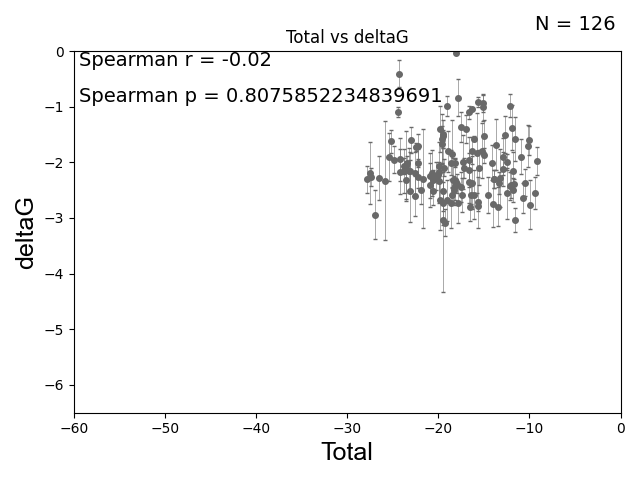 N = 126
Total vs deltaG
Spearman r = -0.02
Spearman p = 0.8075852234839691
0
−1
−2
−3
−4
−5
−6
deltaG
−60 −50 −40 −30 −20 −10 0
Total